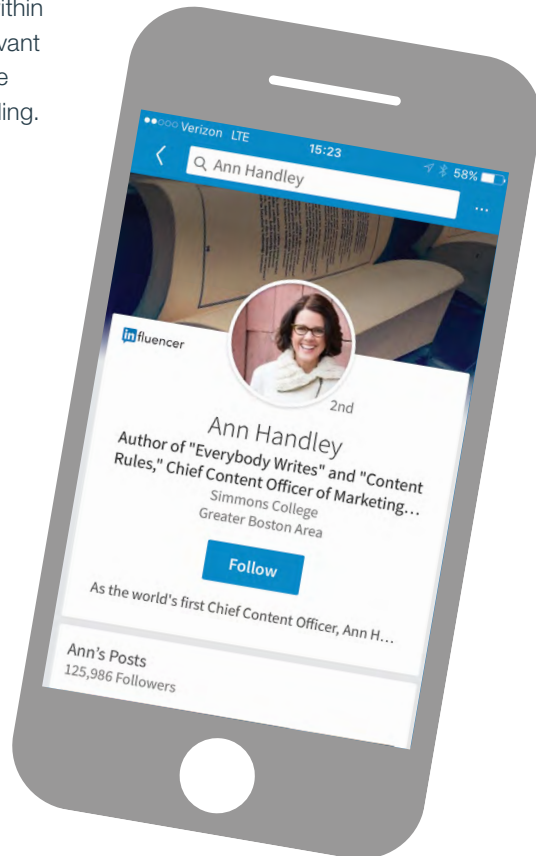 ithin
vant
e
ling.
Verizon LTE 15:23 58%
Ann Handley
...
influencer
2nd
Ann Handley
Author of "Everybody Writes" and "Content
Rules," Chief Content Officer of Marketing...
Simmons College
Greater Boston Area
Follow
As the world's first Chief Content Officer, Ann H...
Ann's Posts
125,986 Followers